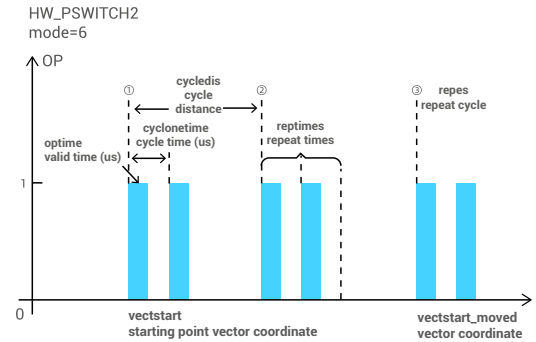 HW_PSWITCH2
mode=6
OP
① cycledis ② ③ repes
cycle repeat cycle
distance
cyclonetime reptimes
cycle time (us) repeat times
optime
valid time (us)
1
0
vectstart vectstart_moved
starting point vector coordinate vector coordinate